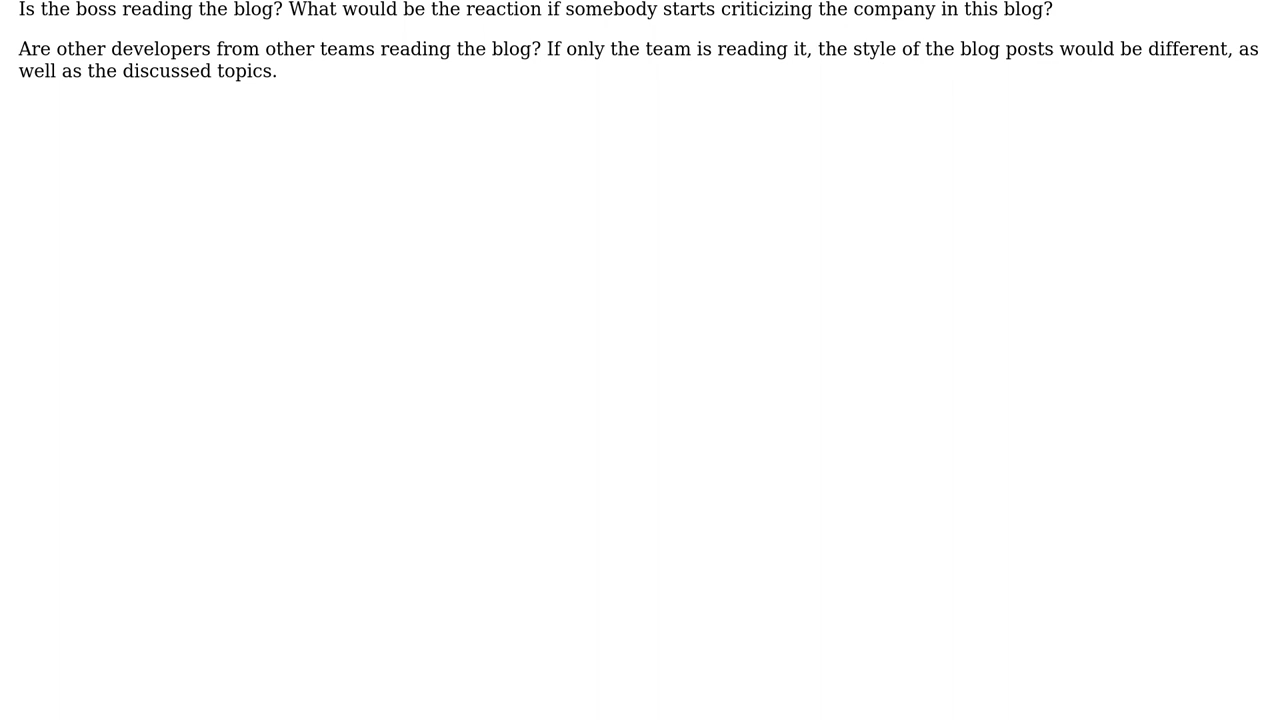 Is the boss reading the blog? What would be the reaction if somebody starts criticizing the company in this blog?
Are other developers from other teams reading the blog? If only the team is reading it, the style of the blog posts would be different, as
well as the discussed topics.